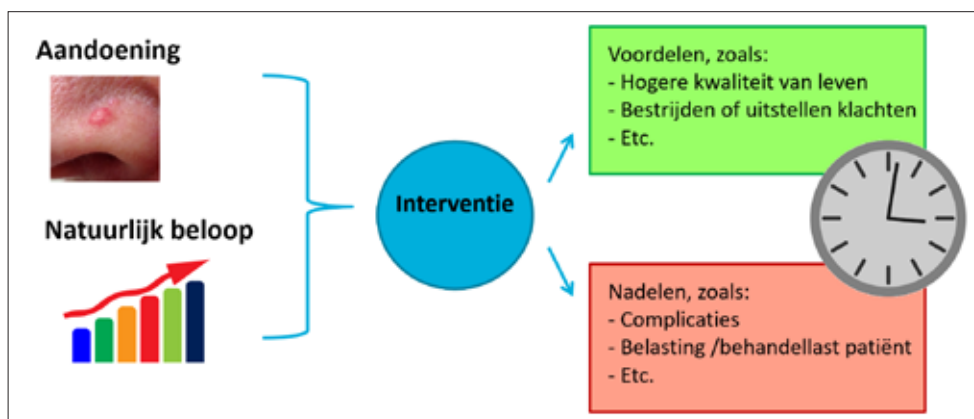 Aandoening
Natuurlijk beloop
Interventie
Voordelen, zoals:
- Hogere kwaliteit van leven
- Bestrijden of uitstellen klachten
- Etc.
Nadelen, zoals:
- Complicaties
- Belasting /behandellast patiënt
- Etc.